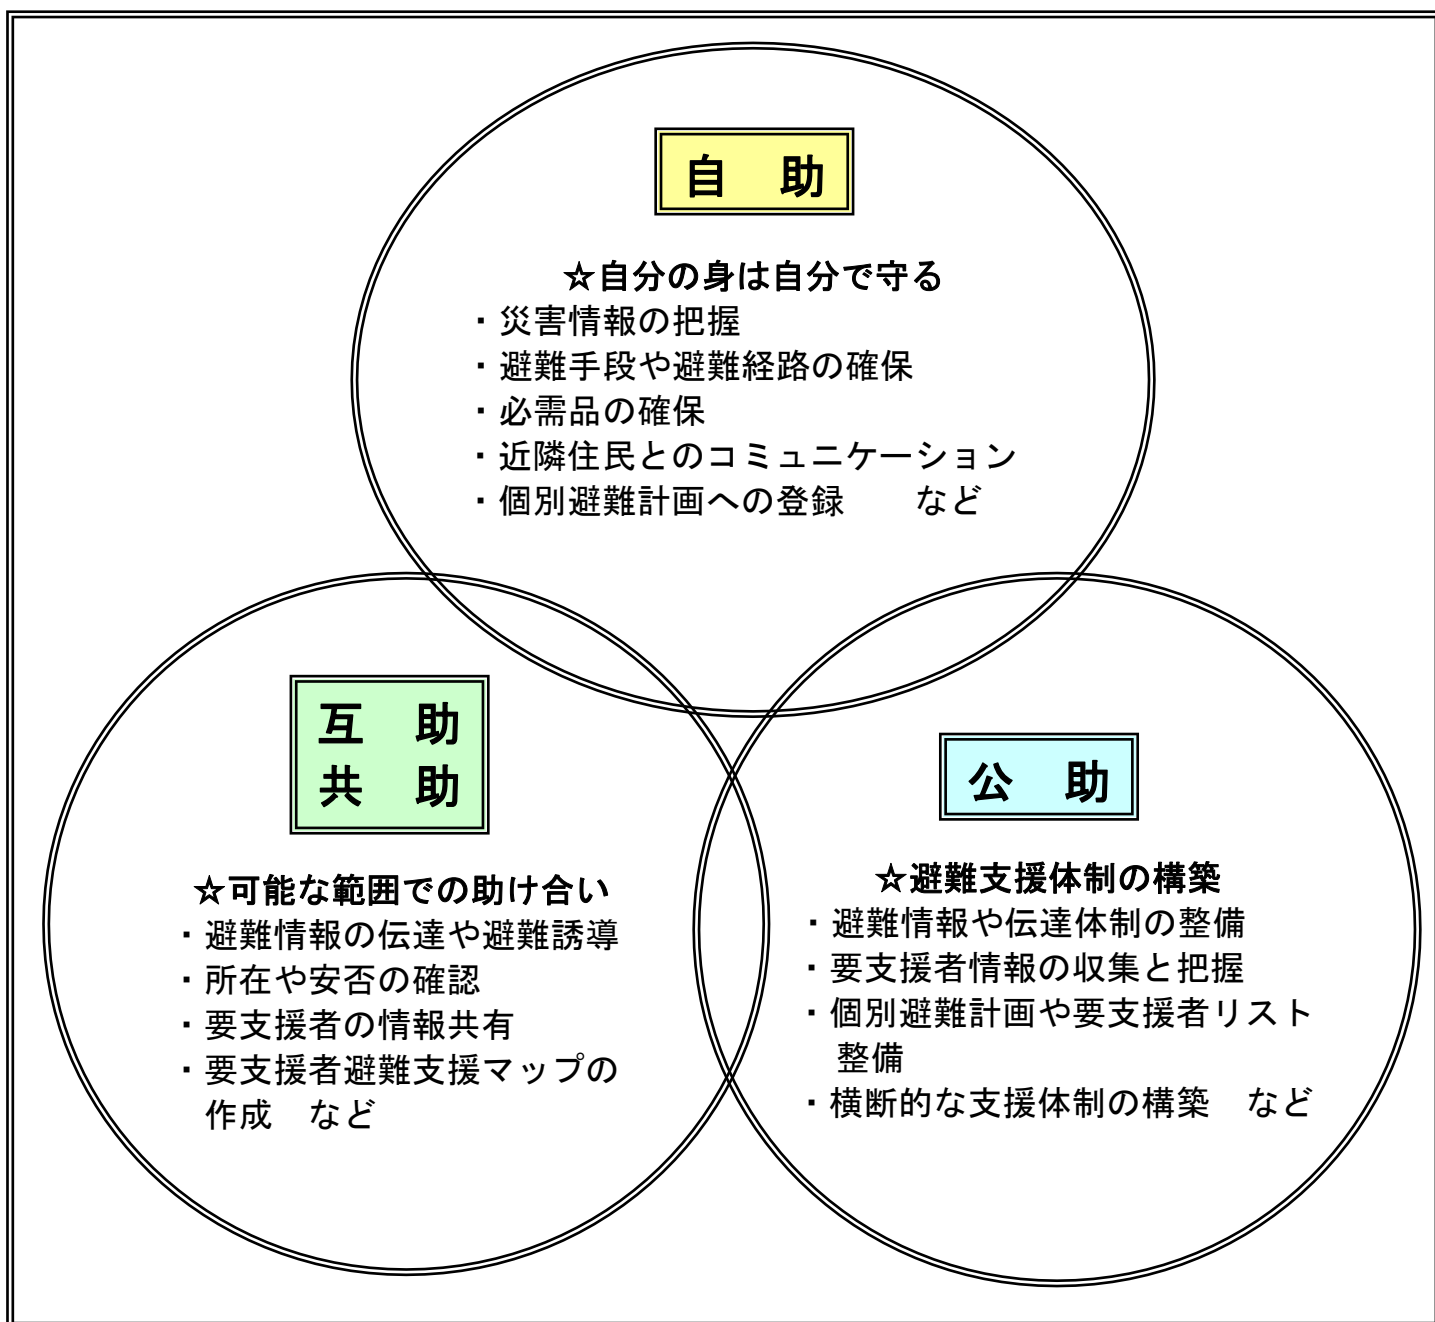 自　助
☆自分の身は自分で守る
・災害情報の把握
・避難手段や避難経路の確保
・必需品の確保
・近隣住民とのコミュニケーション
・個別避難計画への登録　　など
互　助
共　助
☆可能な範囲での助け合い
・避難情報の伝達や避難誘導
・所在や安否の確認
・要支援者の情報共有
・要支援者避難支援マップの
作成　など
公　助
☆避難支援体制の構築
・避難情報や伝達体制の整備
・要支援者情報の収集と把握
・個別避難計画や要支援者リスト
整備
・横断的な支援体制の構築　など